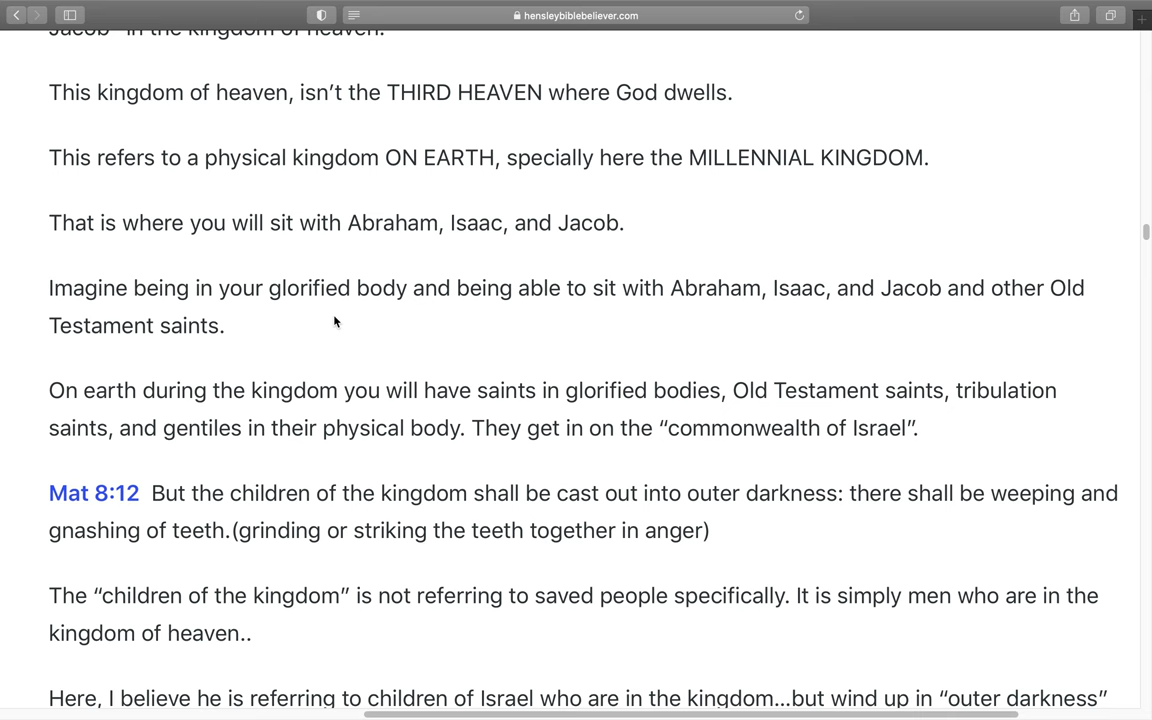 hensleybiblebeliever.com
Jacob" in the kingdom of heaven.
This kingdom of heaven, isn’t the THIRD HEAVEN where God dwells.
This refers to a physical kingdom ON EARTH, specially here the MILLENNIAL KINGDOM.
That is where you will sit with Abraham, Isaac, and Jacob.
Imagine being in your glorified body and being able to sit with Abraham, Isaac, and Jacob and other Old
Testament saints.
On earth during the kingdom you will have saints in glorified bodies, Old Testament saints, tribulation
saints, and gentiles in their physical body. They get in on the “commonwealth of Israel”.
Mat 8:12 But the children of the kingdom shall be cast out into outer darkness: there shall be weeping and
gnashing of teeth.(grinding or striking the teeth together in anger)
The “children of the kingdom” is not referring to saved people specifically. It is simply men who are in the
kingdom of heaven..
Here, I believe he is referring to children of Israel who are in the kingdom...but wind up in “outer darkness”